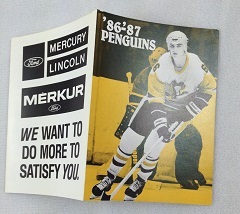 Ford
MERCURY
LINCOLN
MERKUR
Ford
WE WANT TO
DO MORE TO
SATISFY YOU.
'86-'87
PENGUINS